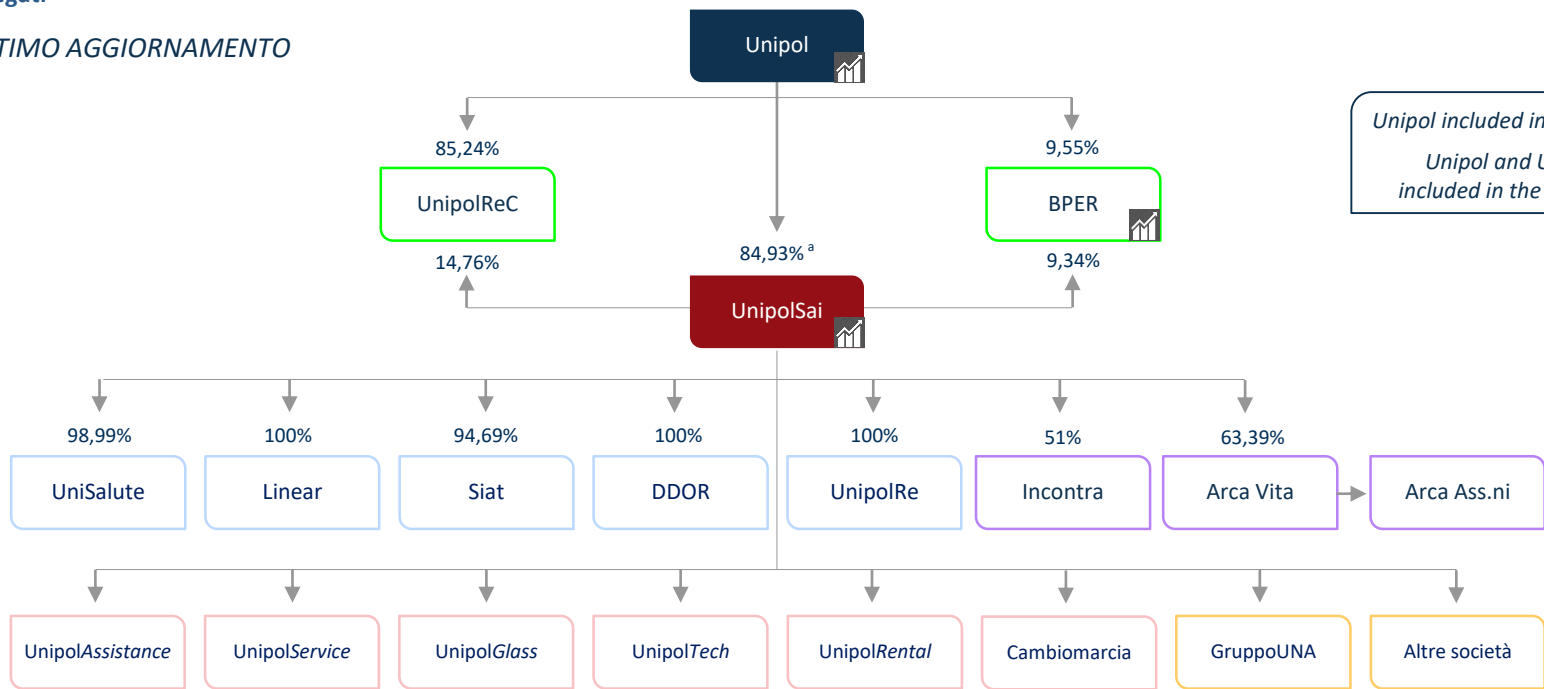 TIMO AGGIORNAMENTO
Unipol
Unipol included in
Unipol and U
included in the
85,24%
9,55%
UnipolReC
BPER
14,76%
84,93% a
9,34%
UnipolSai
98,99%
100%
94,69%
100%
100%
51%
63,39%
UniSalute
Linear
Siat
DDOR
UnipolRe
Incontra
Arca Vita
Arca Ass.ni
UnipolAssistance
UnipolService
UnipolGlass
UnipolTech
UnipolRental
Cambiomarcia
GruppoUNA
Altre società